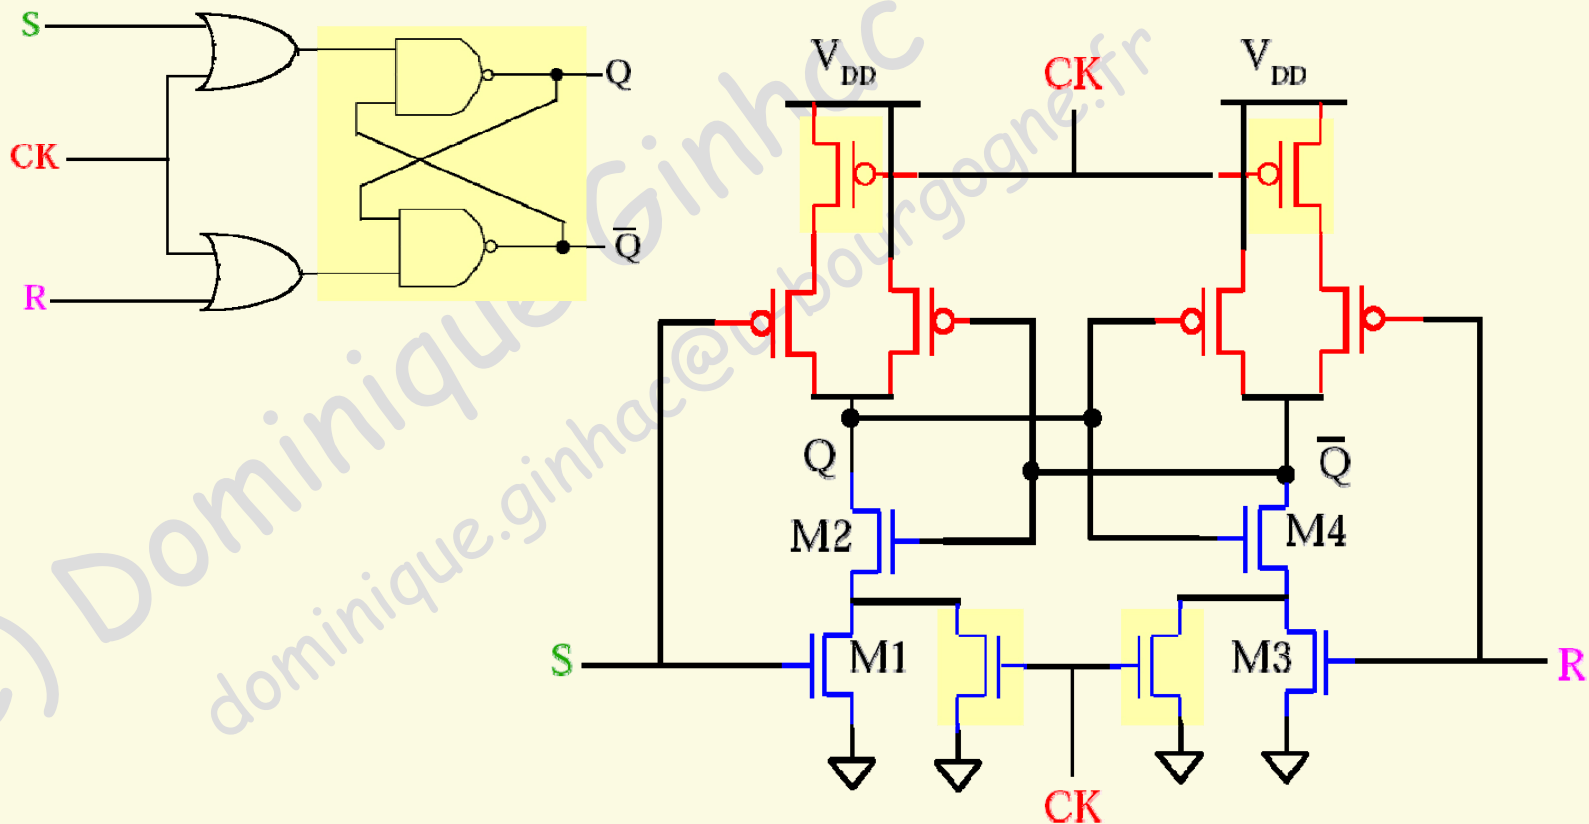 S
CK
R
Q
Q̅
V_DD
CK
V_DD
Q
Q̅
M2
M4
S
M1
M3
R
CK
(c) Dominique Ginhac
dominique.ginhac@u-bourgogne.fr